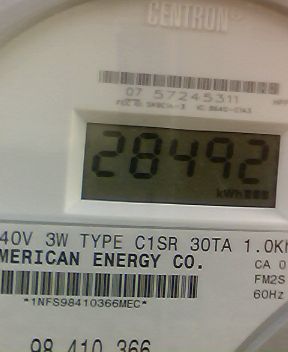 CENTRON®
07 57245311
28492
kWh
40V 3W TYPE C1SR 30TA 1.0K
MERICAN ENERGY CO.
CA 0
FM2S
*1NFS98410366MEC*
60Hz
98 410 366